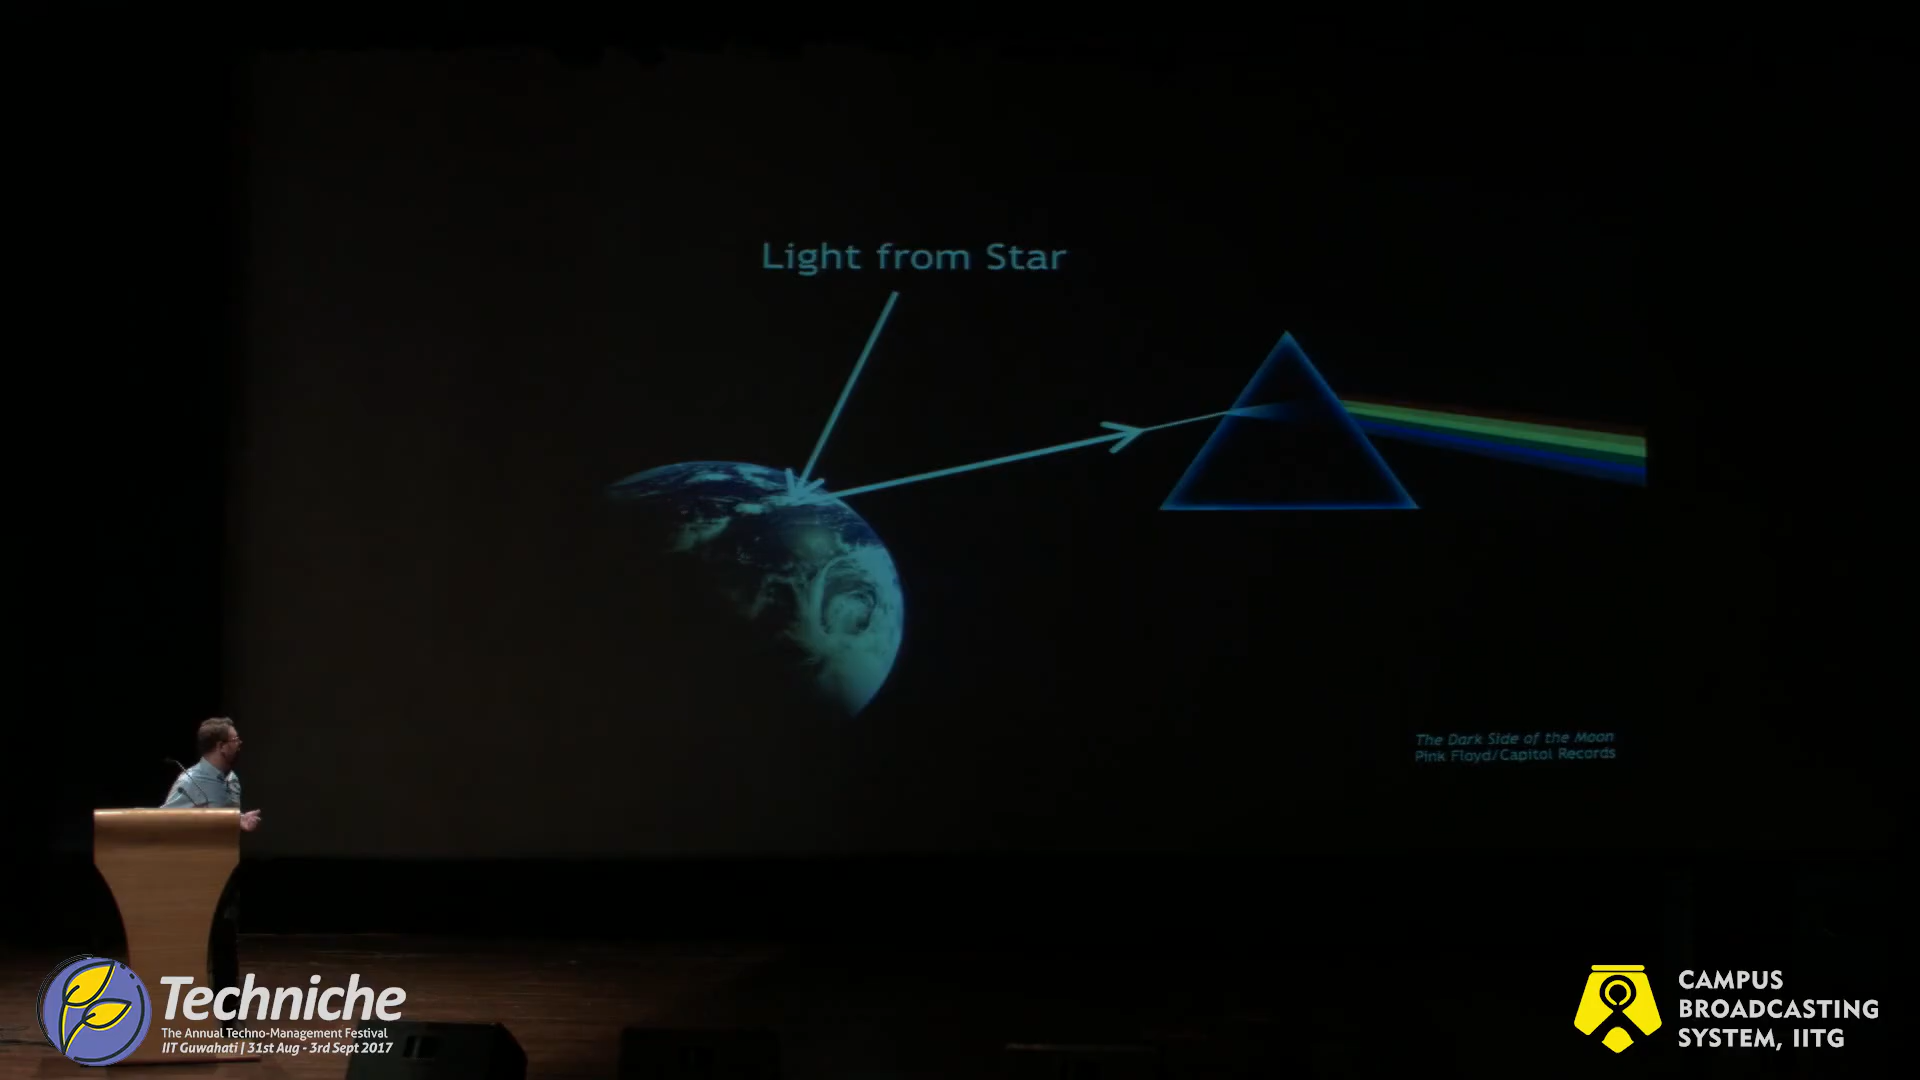 Light from Star
The Dark Side of the Moon
Pink Floyd/Capitol Records
Techniche
The Annual Techno-Management Festival
IIT Guwahati | 31st Aug - 3rd Sept 2017
CAMPUS
BROADCASTING
SYSTEM, IITG